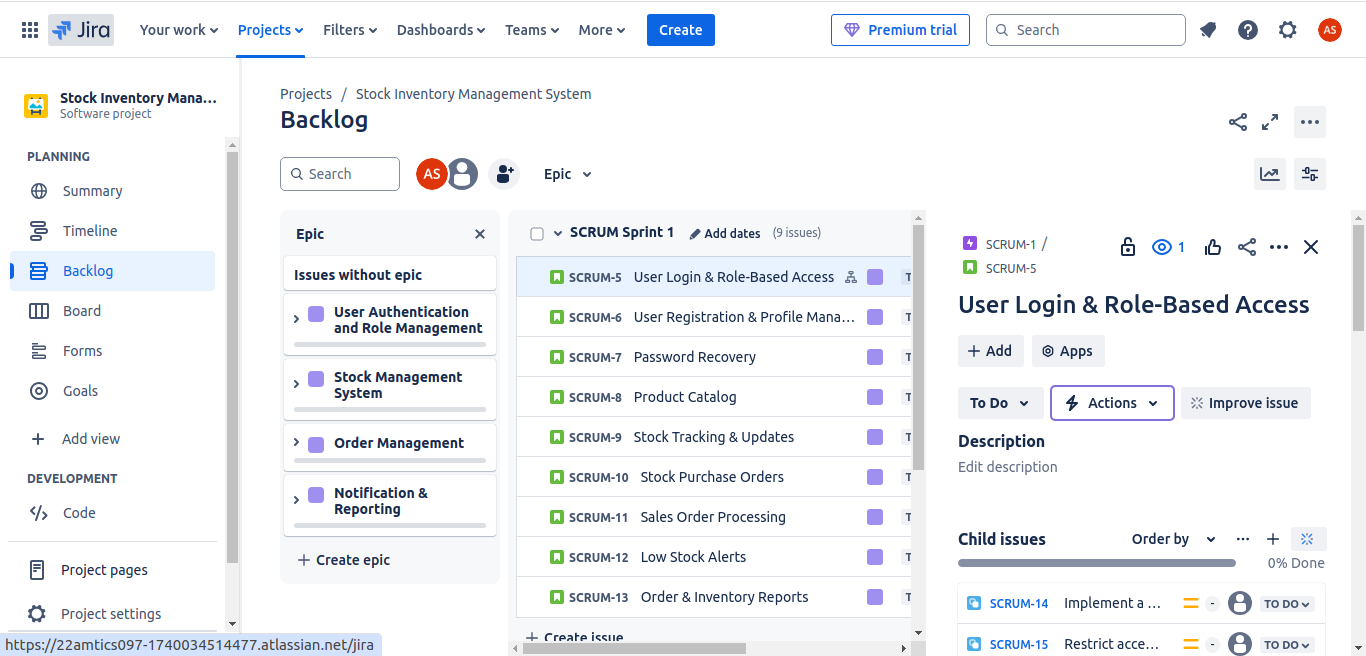 Jira
Your work
Projects
Filters
Dashboards
Teams
More
Create
Premium trial
Search
AS
Stock Inventory Mana...
Software project
PLANNING
Summary
Timeline
Backlog
Board
Forms
Goals
Add view
DEVELOPMENT
Code
Project pages
Project settings
https://22amtics097-1740034514477.atlassian.net/jira
Projects / Stock Inventory Management System
Backlog
Search
AS
Epic
Epic
Issues without epic
User Authentication
and Role Management
Stock Management
System
Order Management
Notification &
Reporting
+ Create epic
SCRUM Sprint 1 Add dates (9 issues)
SCRUM-5 User Login & Role-Based Access T
SCRUM-6 User Registration & Profile Mana... T
SCRUM-7 Password Recovery T
SCRUM-8 Product Catalog T
SCRUM-9 Stock Tracking & Updates T
SCRUM-10 Stock Purchase Orders T
SCRUM-11 Sales Order Processing T
SCRUM-12 Low Stock Alerts T
SCRUM-13 Order & Inventory Reports T
+ Create issue
SCRUM-1 /
SCRUM-5
1
User Login & Role-Based Access
+ Add
Apps
To Do
Actions
Improve issue
Description
Edit description
Child issues
Order by
0% Done
SCRUM-14 Implement a ... - TO DO
SCRUM-15 Restrict acce... - TO DO